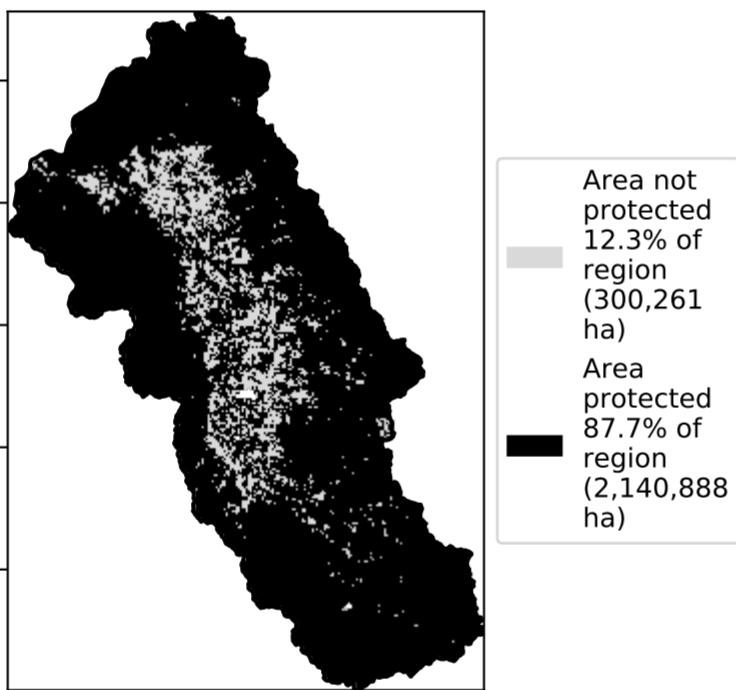 Area not
protected
12.3% of
region
(300,261
ha)
Area
protected
87.7% of
region
(2,140,888
ha)